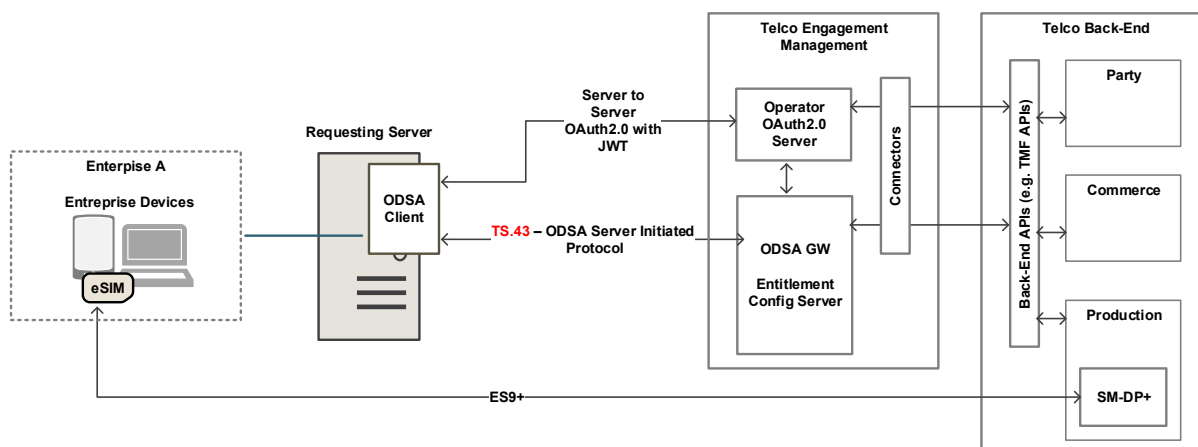 Telco Engagement
Management
Telco Back-End
Party
Operator
OAuth2.0
Server
Server to
Server
OAuth2.0 with
JWT
Requesting Server
Enterpise A
Entreprise Devices
eSIM
ODSA
Client
TS.43 – ODSA Server Initiated
Protocol
ODSA GW
Entitlement
Config Server
Connectors
Back-End APIs (e.g. TMF APIs)
Commerce
Production
SM-DP+
ES9+